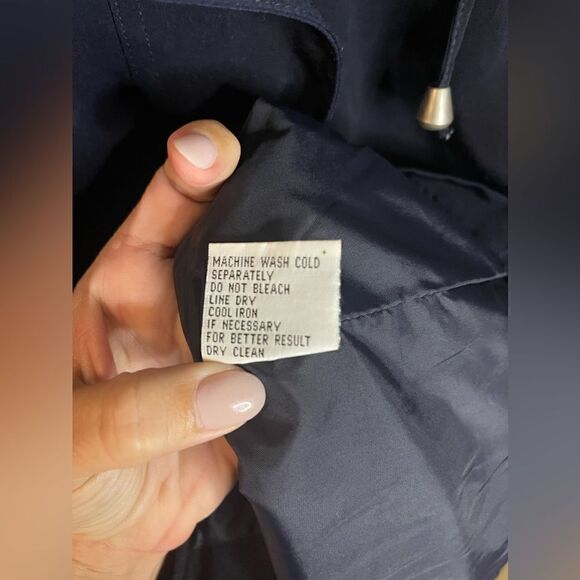 MACHINE WASH COLD
SEPARATELY
DO NOT BLEACH
LINE DRY
COOL IRON
IF NECESSARY
FOR BETTER RESULT
DRY CLEAN